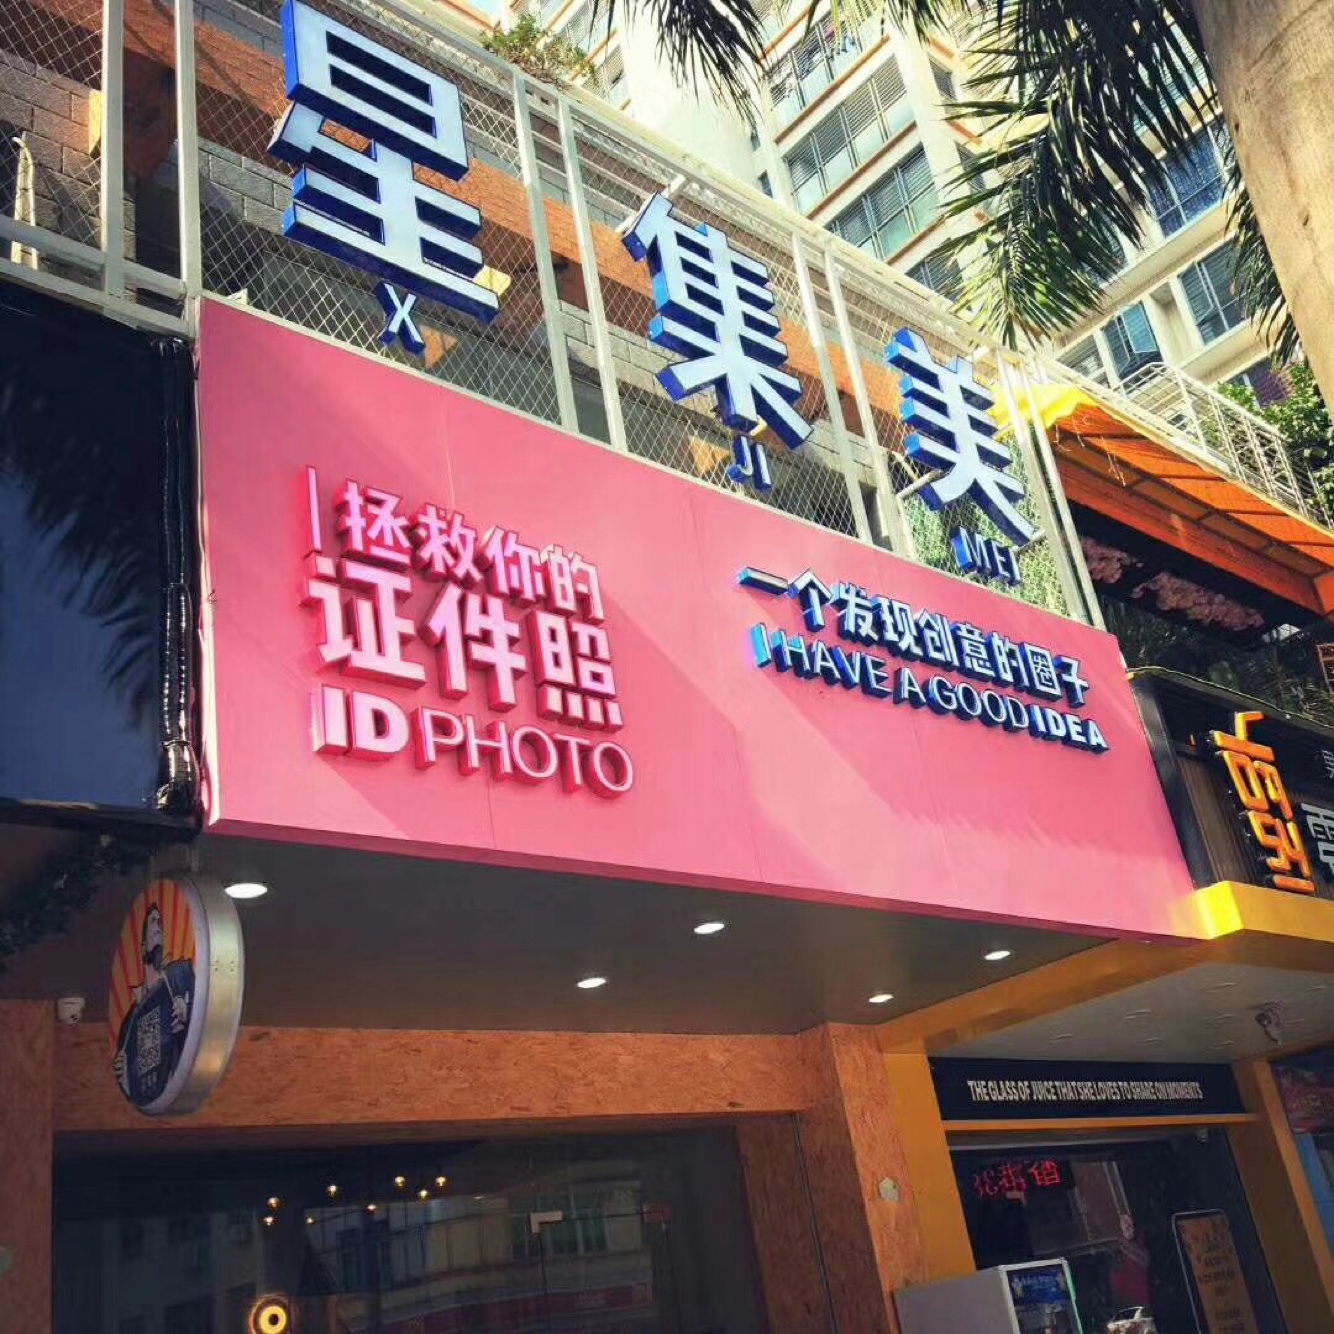 星集美
X JI MEI
拯救你的
证件照
ID PHOTO
一个发现创意的圈子
I HAVE A GOOD IDEA
THE GLASS OF JUICE THAT SHE LOVES TO SHARE ON MOMENTS